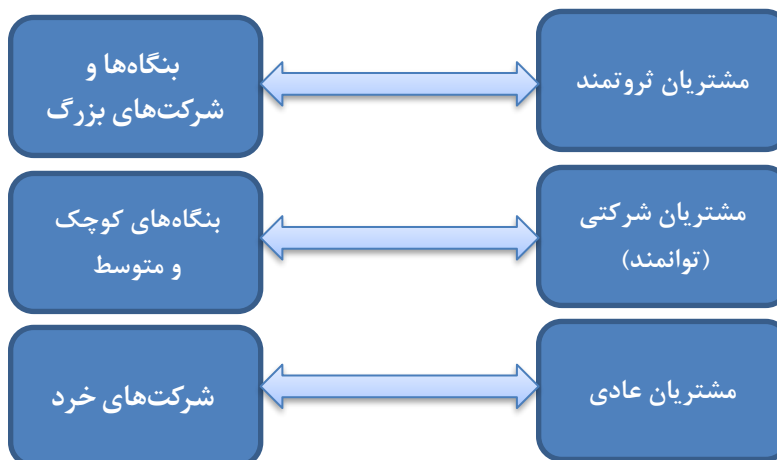 مشتریان ثروتمند
بنگاه‌ها و
شرکت‌های بزرگ
مشتریان شرکتی
(توانمند)
بنگاه‌های کوچک
و متوسط
مشتریان عادی
شرکت‌های خرد